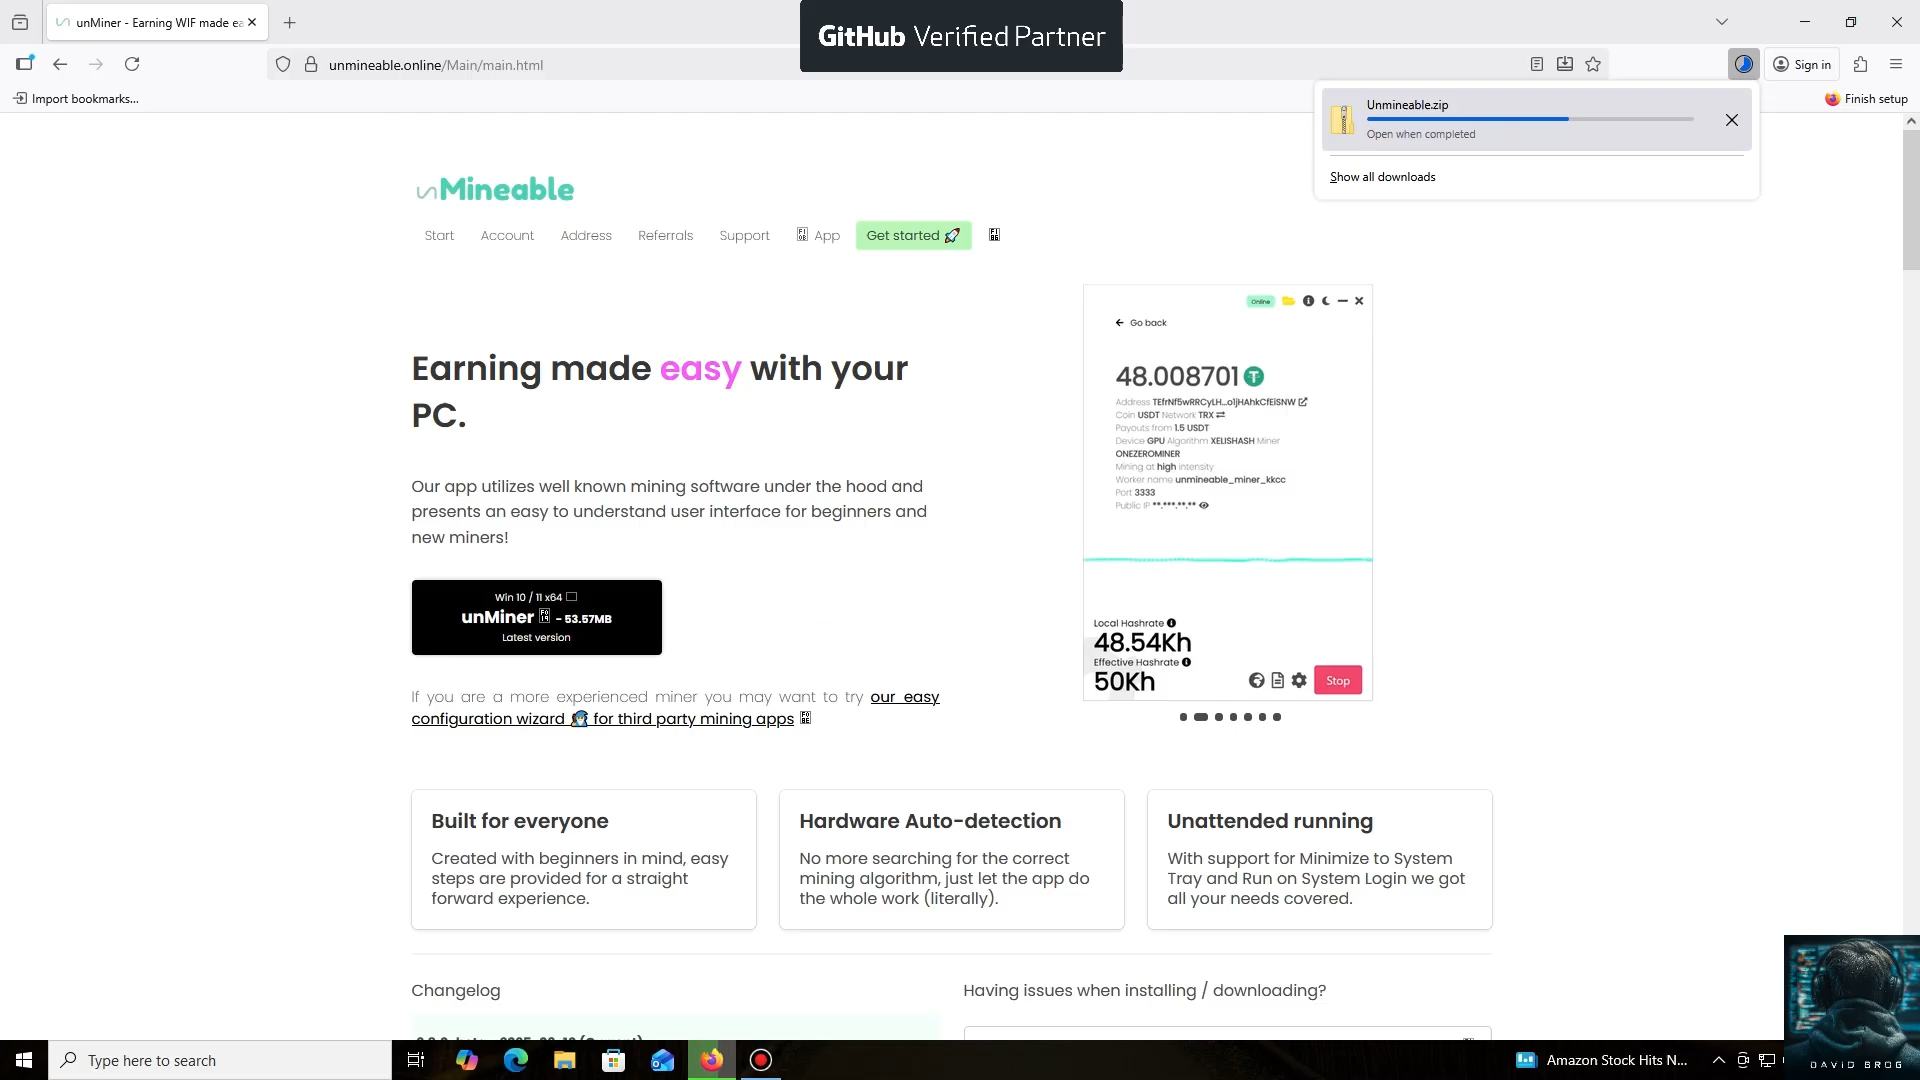 unMiner - Earning WIF made ea
GitHub Verified Partner
unmineable.online/Main/main.html
Sign in
Import bookmarks...
Finish setup
Unmineable.zip
Open when completed
Show all downloads
unMineable
Start
Account
Address
Referrals
Support
App
Get started 🚀
Online
Go back
48.008701
Address TEfrNf5wRRCyLH...o1jHAhkCfEiSNW
Coin USDT Network TRX
Payouts from 1.5 USDT
Device GPU Algorithm XELISHASH Miner
ONEZEROMINER
Mining at high intensity
Worker name unmineable_miner_kkcc
Port 3333
Public IP **.***.**.**
Local Hashrate
48.54Kh
Effective Hashrate
50Kh
Stop
Earning made easy with your
PC.
Our app utilizes well known mining software under the hood and
presents an easy to understand user interface for beginners and
new miners!
Win 10 / 11 x64
unMiner - 53.57MB
Latest version
If you are a more experienced miner you may want to try our easy
configuration wizard for third party mining apps
Built for everyone
Created with beginners in mind, easy
steps are provided for a straight
forward experience.
Hardware Auto-detection
No more searching for the correct
mining algorithm, just let the app do
the whole work (literally).
Unattended running
With support for Minimize to System
Tray and Run on System Login we got
all your needs covered.
Changelog
Having issues when installing / downloading?
Type here to search
Amazon Stock Hits N...
DAVID BROG